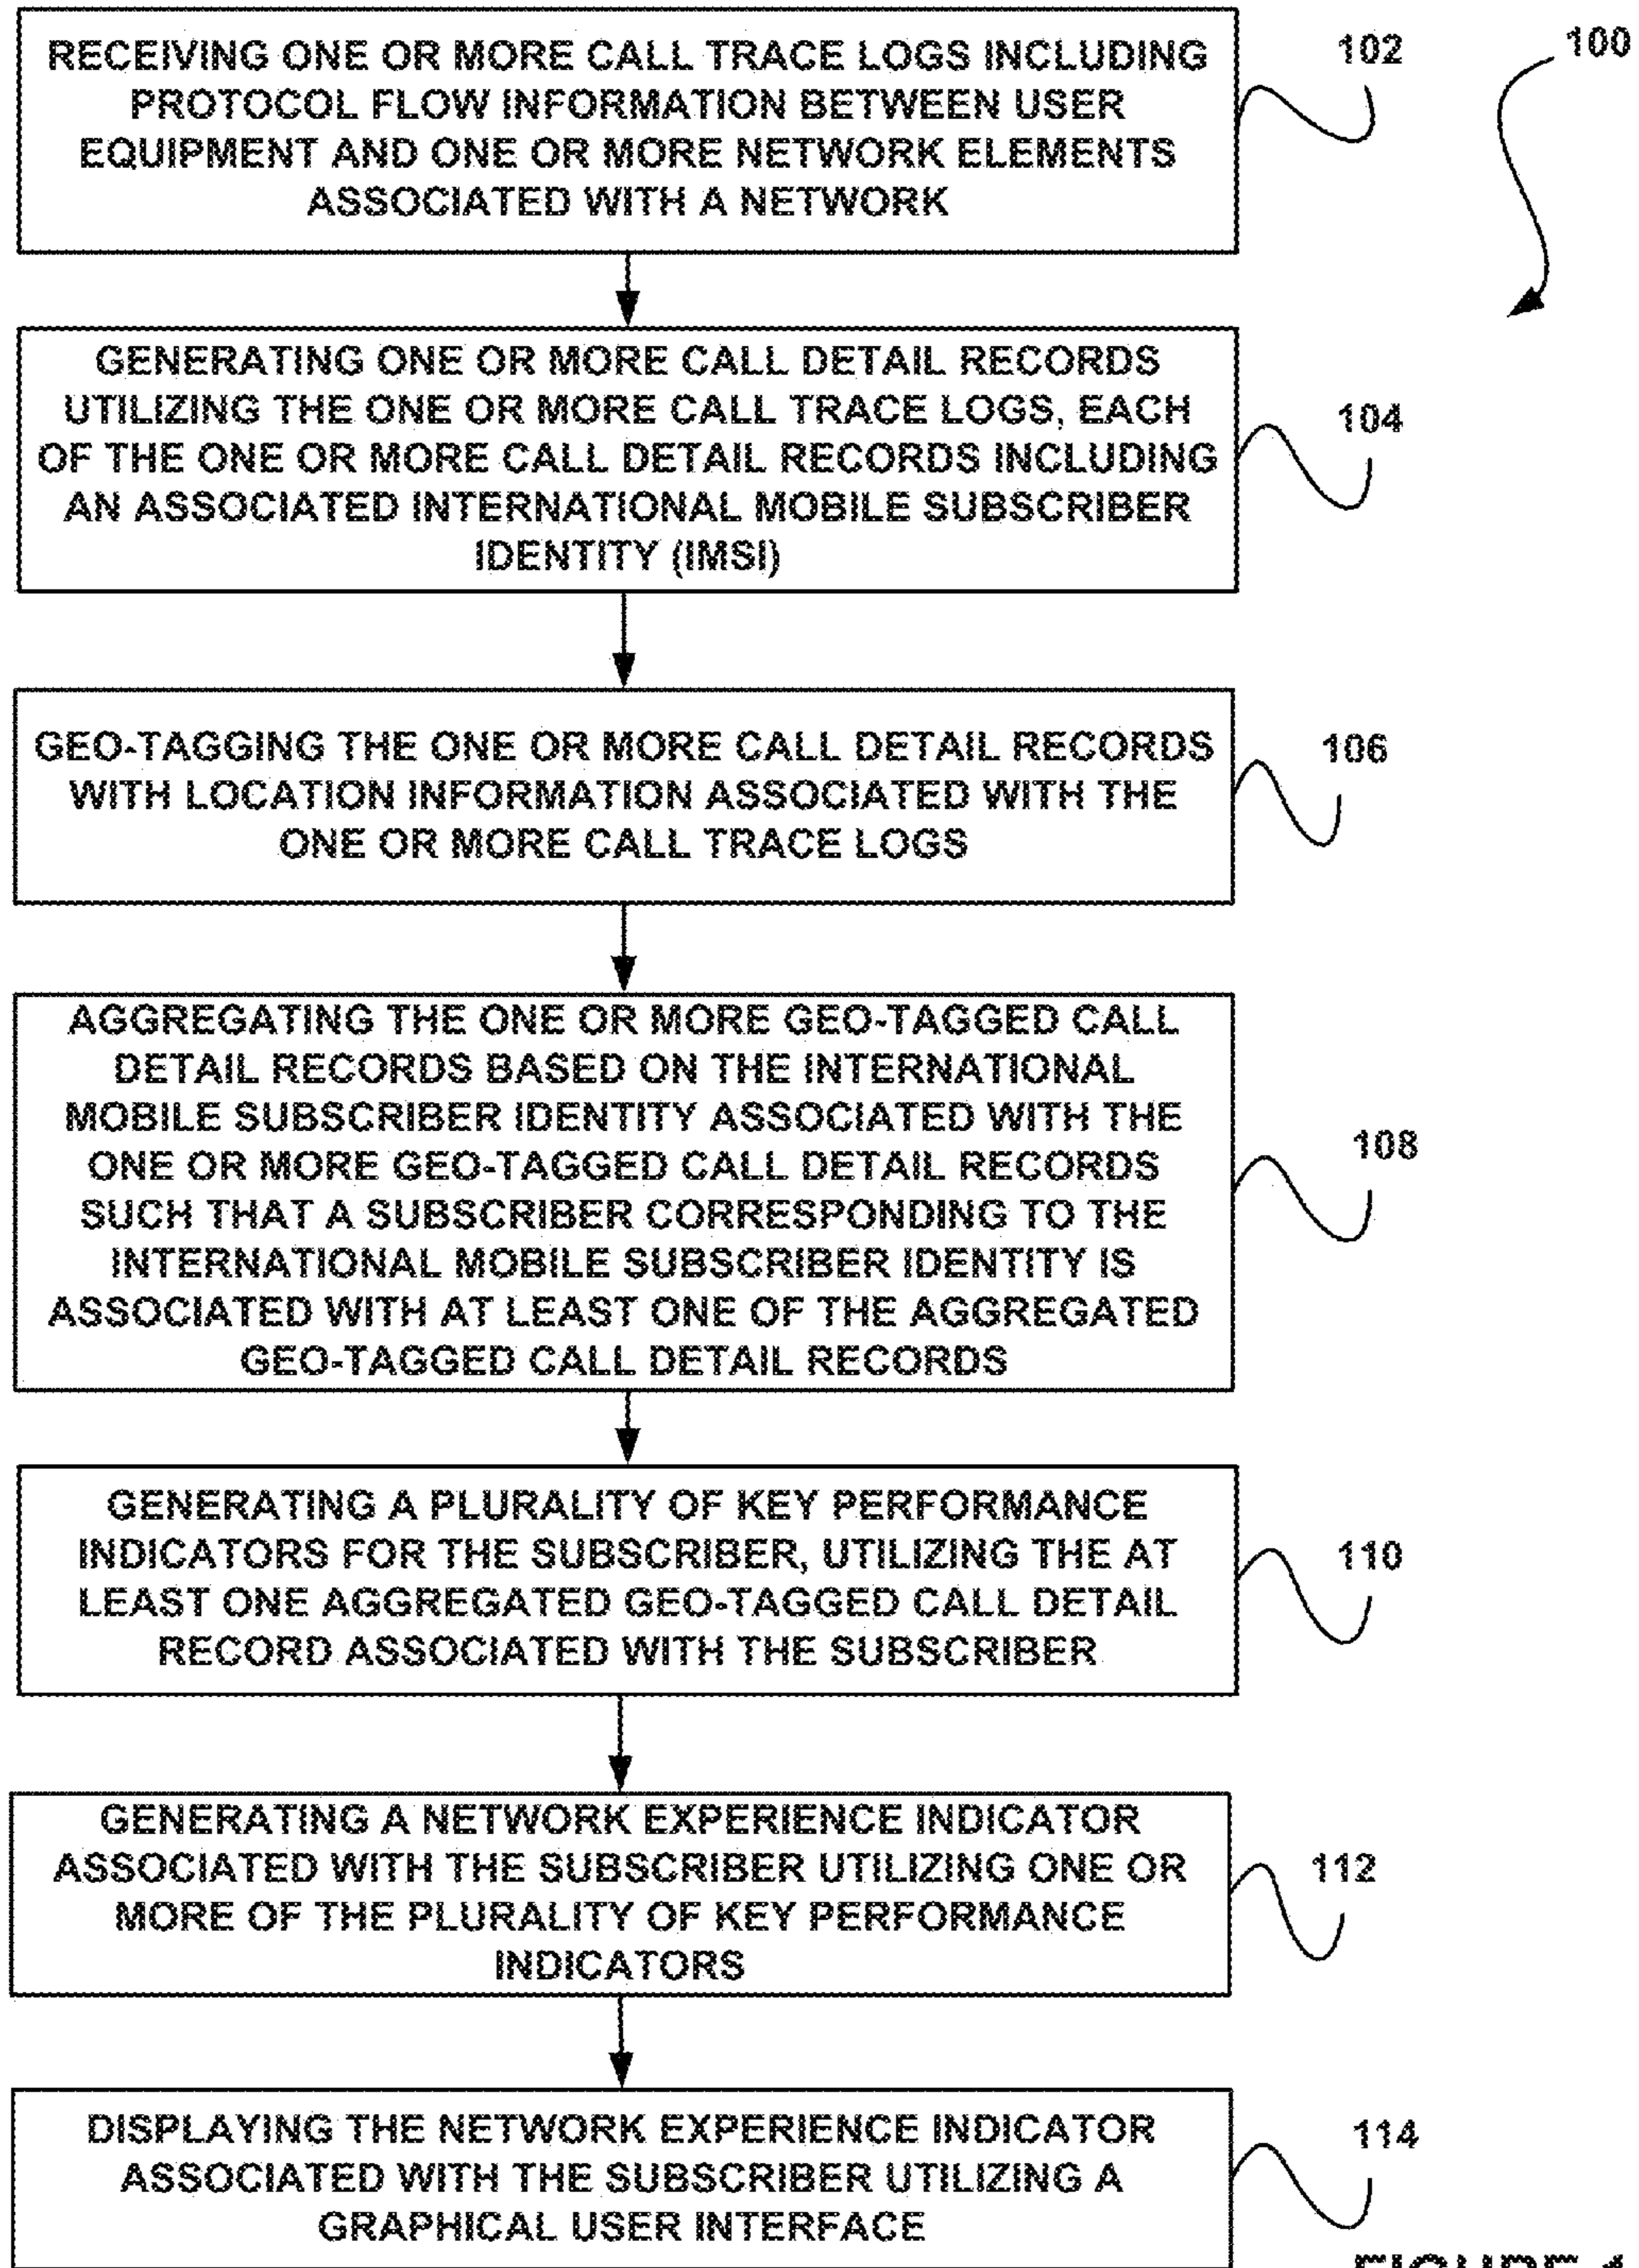 RECEIVING ONE OR MORE CALL TRACE LOGS INCLUDING
PROTOCOL FLOW INFORMATION BETWEEN USER
EQUIPMENT AND ONE OR MORE NETWORK ELEMENTS
ASSOCIATED WITH A NETWORK
102
100
GENERATING ONE OR MORE CALL DETAIL RECORDS
UTILIZING THE ONE OR MORE CALL TRACE LOGS, EACH
OF THE ONE OR MORE CALL DETAIL RECORDS INCLUDING
AN ASSOCIATED INTERNATIONAL MOBILE SUBSCRIBER
IDENTITY (IMSI)
104
GEO-TAGGING THE ONE OR MORE CALL DETAIL RECORDS
WITH LOCATION INFORMATION ASSOCIATED WITH THE
ONE OR MORE CALL TRACE LOGS
106
AGGREGATING THE ONE OR MORE GEO-TAGGED CALL
DETAIL RECORDS BASED ON THE INTERNATIONAL
MOBILE SUBSCRIBER IDENTITY ASSOCIATED WITH THE
ONE OR MORE GEO-TAGGED CALL DETAIL RECORDS
SUCH THAT A SUBSCRIBER CORRESPONDING TO THE
INTERNATIONAL MOBILE SUBSCRIBER IDENTITY IS
ASSOCIATED WITH AT LEAST ONE OF THE AGGREGATED
GEO-TAGGED CALL DETAIL RECORDS
108
GENERATING A PLURALITY OF KEY PERFORMANCE
INDICATORS FOR THE SUBSCRIBER, UTILIZING THE AT
LEAST ONE AGGREGATED GEO-TAGGED CALL DETAIL
RECORD ASSOCIATED WITH THE SUBSCRIBER
110
GENERATING A NETWORK EXPERIENCE INDICATOR
ASSOCIATED WITH THE SUBSCRIBER UTILIZING ONE OR
MORE OF THE PLURALITY OF KEY PERFORMANCE
INDICATORS
112
DISPLAYING THE NETWORK EXPERIENCE INDICATOR
ASSOCIATED WITH THE SUBSCRIBER UTILIZING A
GRAPHICAL USER INTERFACE
114
FIGURE 1